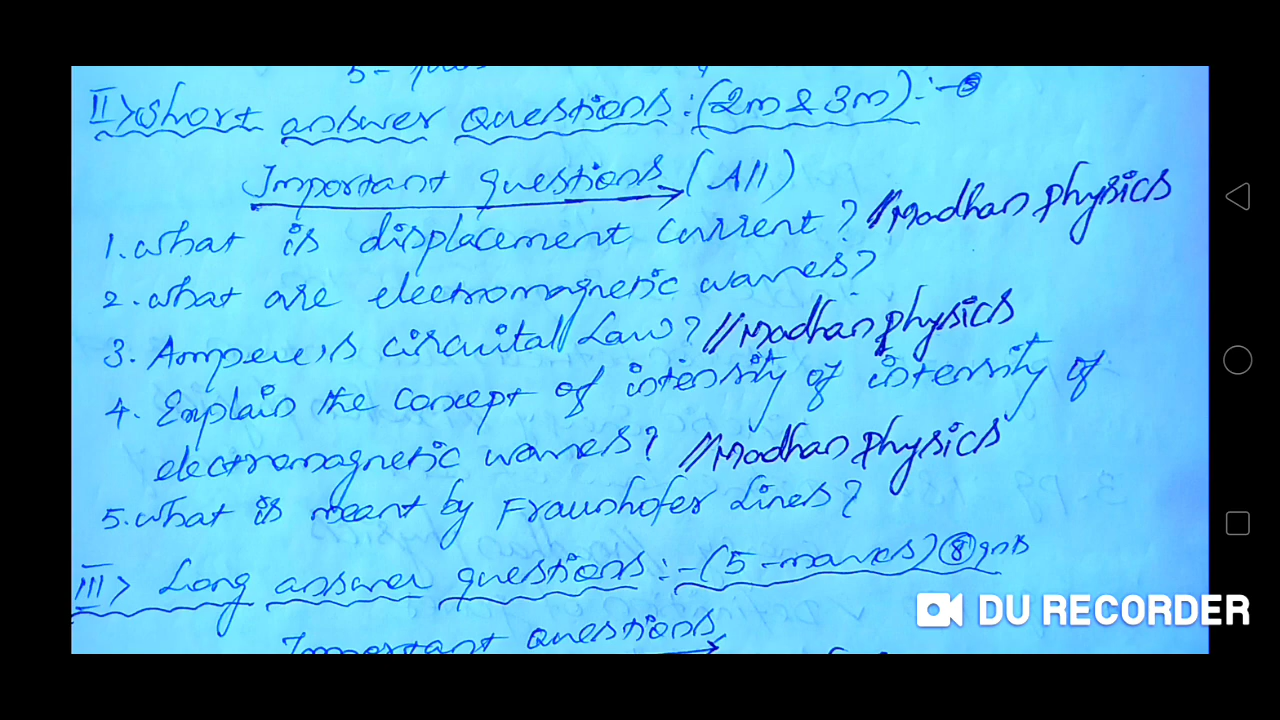 II> Short answer questions :- (2m & 3m) :-
Important questions (All)
1. What is displacement current? //Madhan physics
2. What are electromagnetic waves?
3. Ampere's circuital Law? //Madhan physics
4. Explain the concept of intensity of intensity of
electromagnetic waves? //Madhan physics
5. What is meant by Fraunhofer Lines?
III> Long answer questions :- (5-marks) 8 qns
Important questions
DU RECORDER